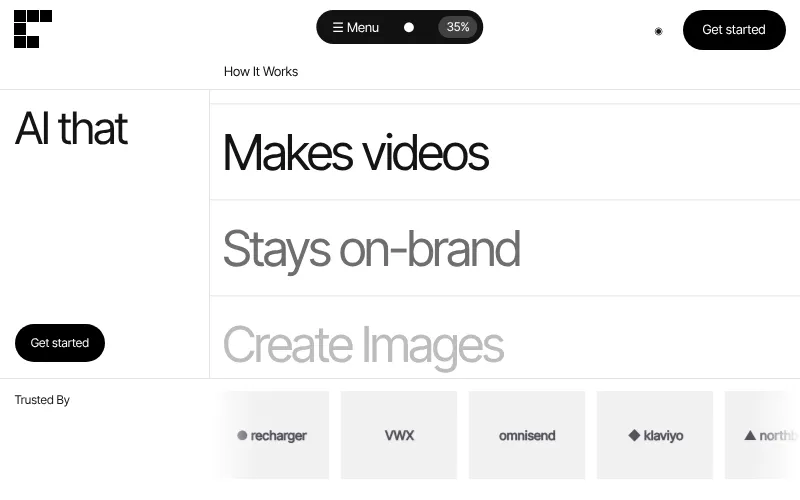 ☰ Menu
35%
Get started
How It Works
AI that
Makes videos
Stays on-brand
Create Images
Get started
Trusted By
recharger
VWX
omnisend
klaviyo